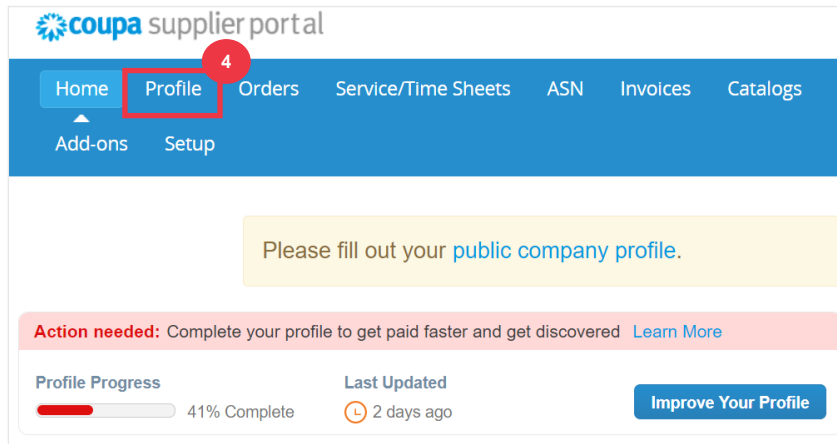 coupa supplier portal
4
Home Profile Orders Service/Time Sheets ASN Invoices Catalogs
Add-ons Setup
Please fill out your public company profile.
Action needed: Complete your profile to get paid faster and get discovered Learn More
Profile Progress Last Updated
41% Complete 2 days ago Improve Your Profile